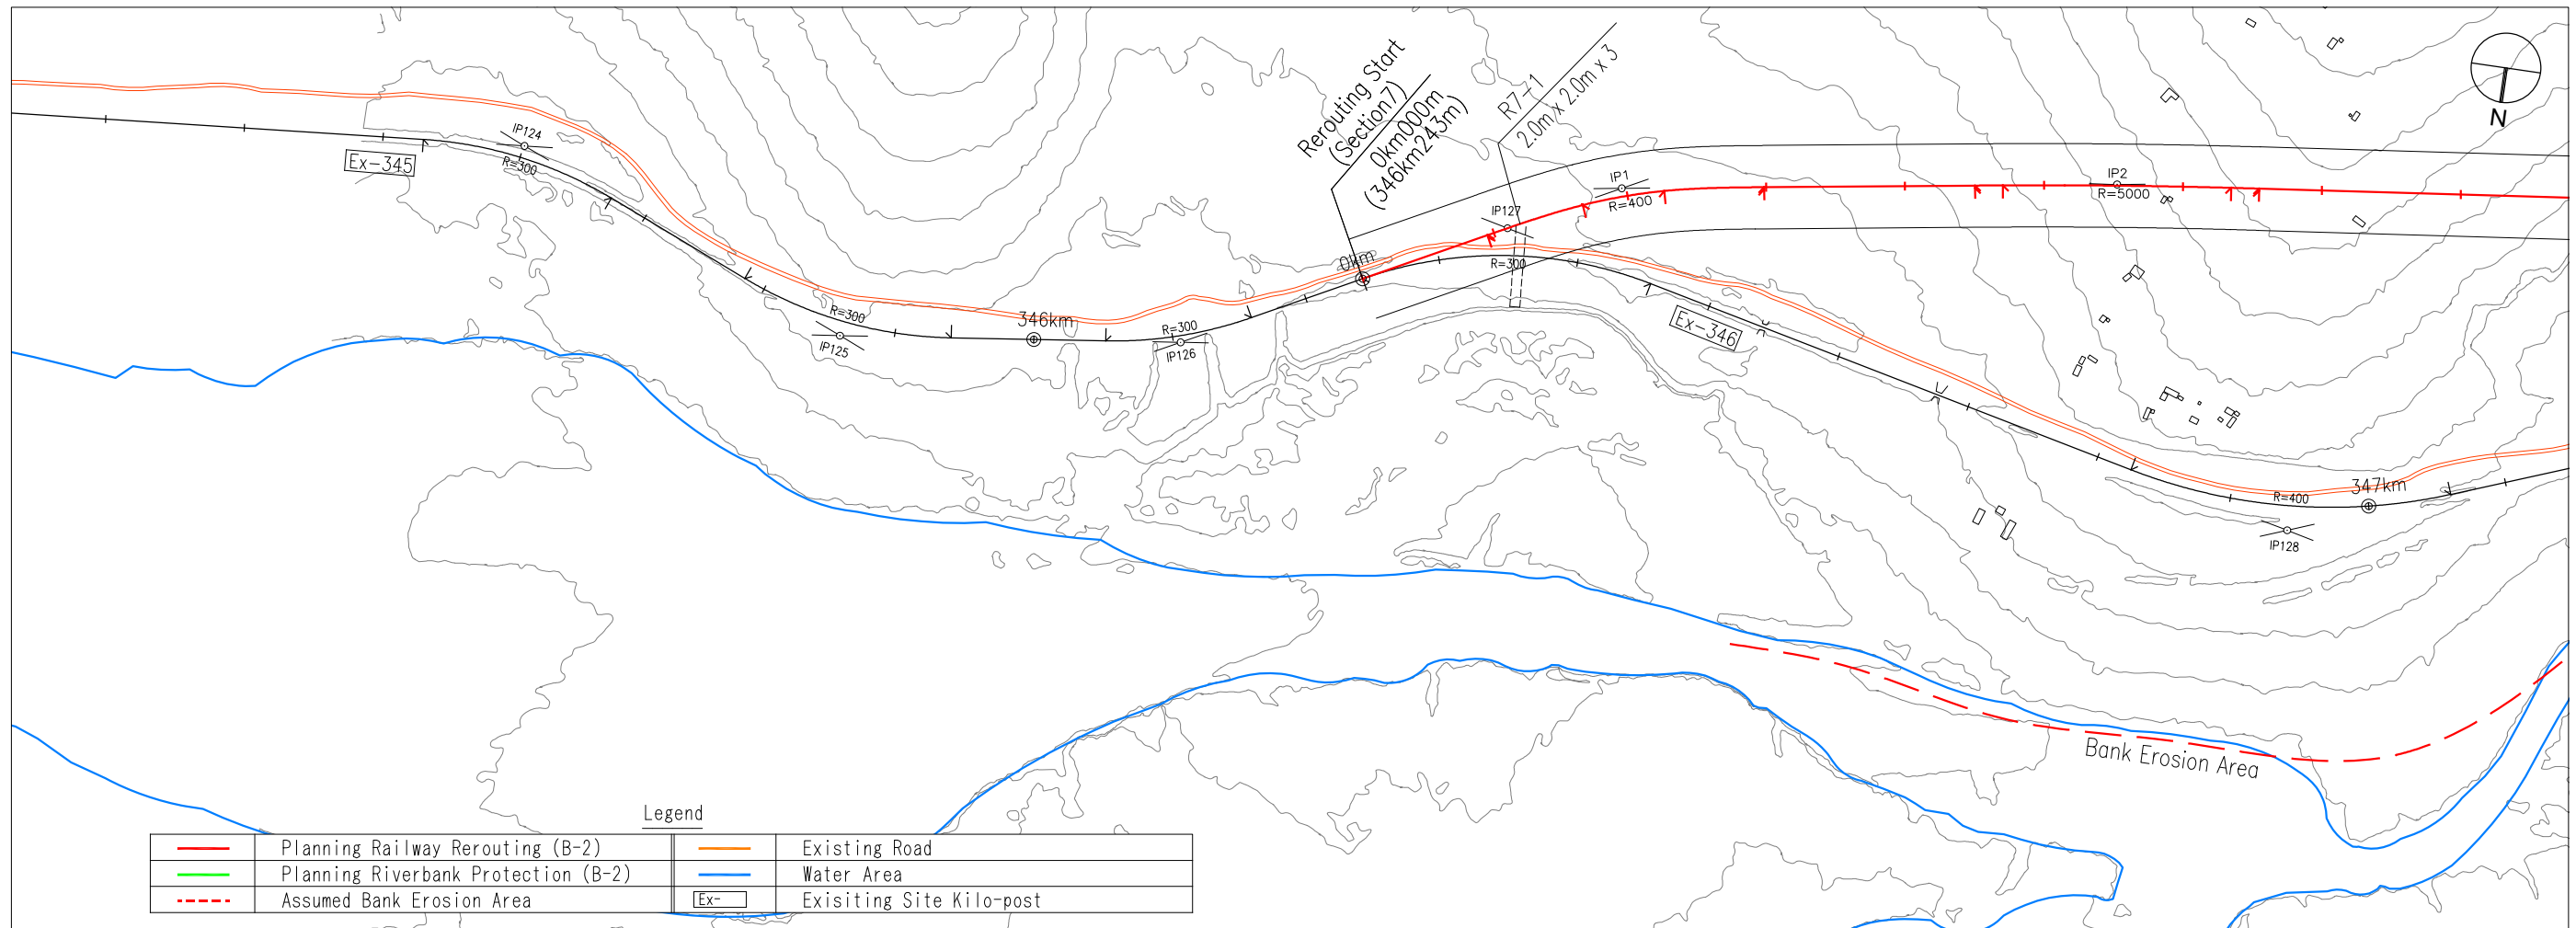 Rerouting Start
(Section7)
0km000m
(346km243m)
R7-1
2.0m x 2.0m x 3
N
IP124
R=300
Ex-345
IP1
R=400
IP2
R=5000
IP127
0km
R=300
R=300
IP125
346km
R=300
IP126
Ex-346
347km
R=400
IP128
Bank Erosion Area
Legend
Planning Railway Rerouting (B-2)
Existing Road
Planning Riverbank Protection (B-2)
Water Area
Assumed Bank Erosion Area
Ex-
Exisiting Site Kilo-post